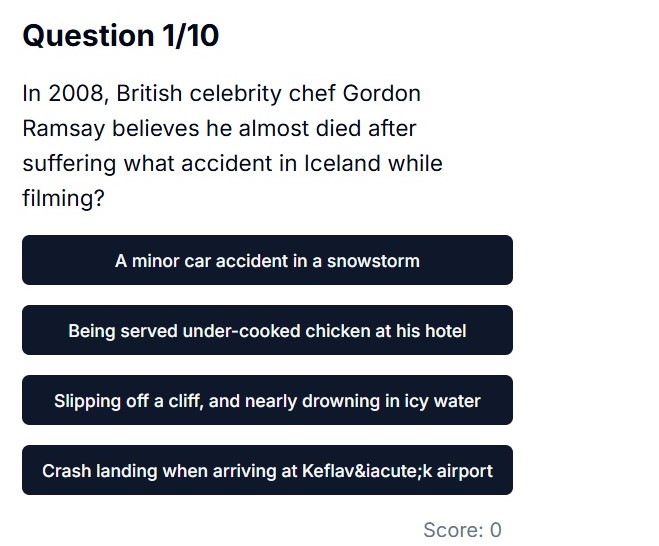 Question 1/10
In 2008, British celebrity chef Gordon
Ramsay believes he almost died after
suffering what accident in Iceland while
filming?
A minor car accident in a snowstorm
Being served under-cooked chicken at his hotel
Slipping off a cliff, and nearly drowning in icy water
Crash landing when arriving at Keflav&iacute;k airport
Score: 0